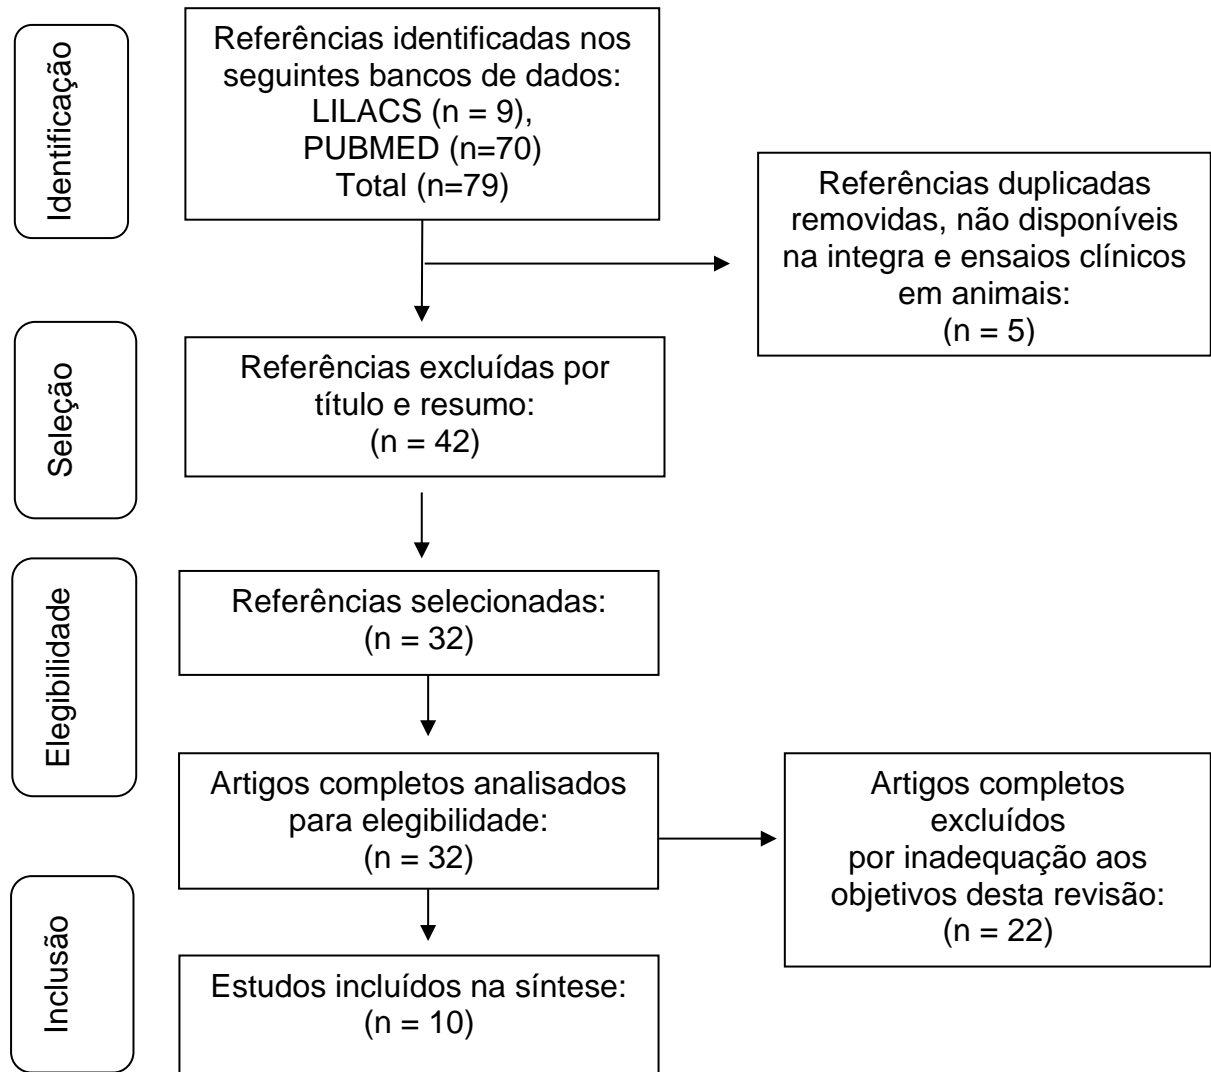 Identificação
Referências identificadas nos
seguintes bancos de dados:
LILACS (n = 9),
PUBMED (n=70)
Total (n=79)
Referências duplicadas
removidas, não disponíveis
na integra e ensaios clínicos
em animais:
(n = 5)
Seleção
Referências excluídas por
título e resumo:
(n = 42)
Elegibilidade
Referências selecionadas:
(n = 32)
Artigos completos analisados
para elegibilidade:
(n = 32)
Artigos completos
excluídos
por inadequação aos
objetivos desta revisão:
(n = 22)
Inclusão
Estudos incluídos na síntese:
(n = 10)